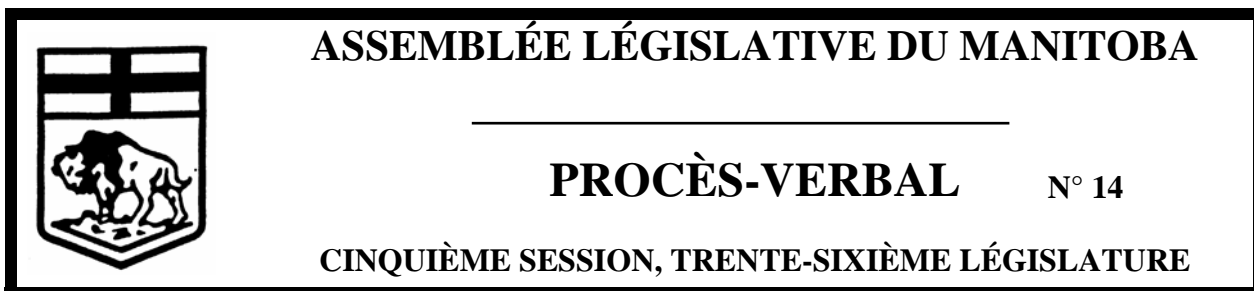 ASSEMBLÉE LÉGISLATIVE DU MANITOBA
PROCÈS-VERBAL N° 14
CINQUIÈME SESSION, TRENTE-SIXIÈME LÉGISLATURE